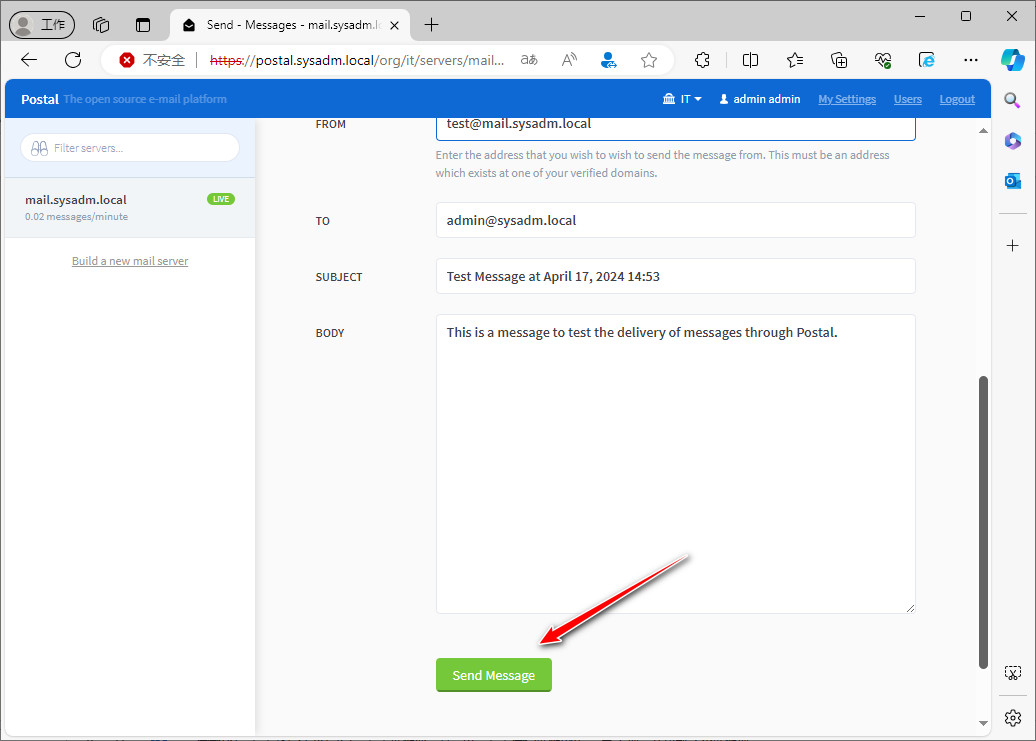 工作
Send - Messages - mail.sysadm.l
不安全
https://postal.sysadm.local/org/it/servers/mail...
aあ
A
Postal The open source e-mail platform
IT
admin admin
My Settings
Users
Logout
Filter servers...
mail.sysadm.local
LIVE
0.02 messages/minute
Build a new mail server
FROM
test@mail.sysadm.local
Enter the address that you wish to wish to send the message from. This must be an address
which exists at one of your verified domains.
TO
admin@sysadm.local
SUBJECT
Test Message at April 17, 2024 14:53
BODY
This is a message to test the delivery of messages through Postal.
Send Message